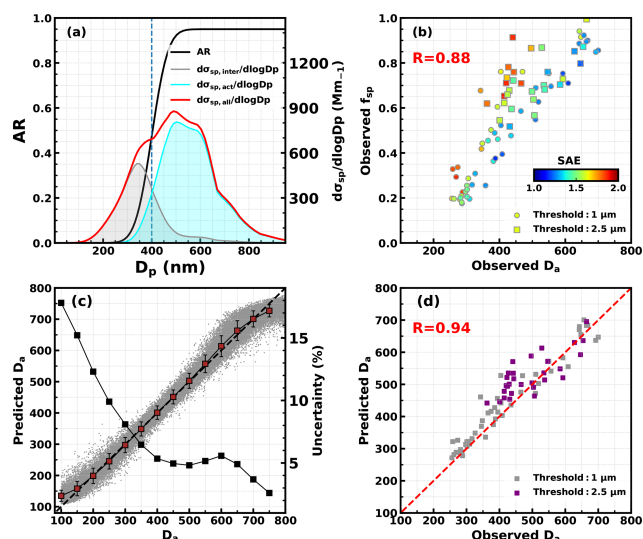 (a)
AR
dσsp,inter/dlogDp
dσsp,act/dlogDp
dσsp,all/dlogDp
1.0
0.8
0.6
0.4
0.2
0.0
AR
1200
900
600
300
dσsp/dlogDp (Mm−1)
200 400 600 800
Dp (nm)
(b)
R=0.88
1.0
0.8
0.6
0.4
0.2
0.0
Observed fsp
SAE
1.0 1.5 2.0
Threshold : 1 μm
Threshold : 2.5 μm
200 400 600 800
Observed Da
(c)
800
700
600
500
400
300
200
100
Predicted Da
15
10
5
Uncertainty (%)
100 200 300 400 500 600 700 800
Da
(d)
R=0.94
800
700
600
500
400
300
200
100
Predicted Da
Threshold : 1 μm
Threshold : 2.5 μm
100 200 300 400 500 600 700 800
Observed Da